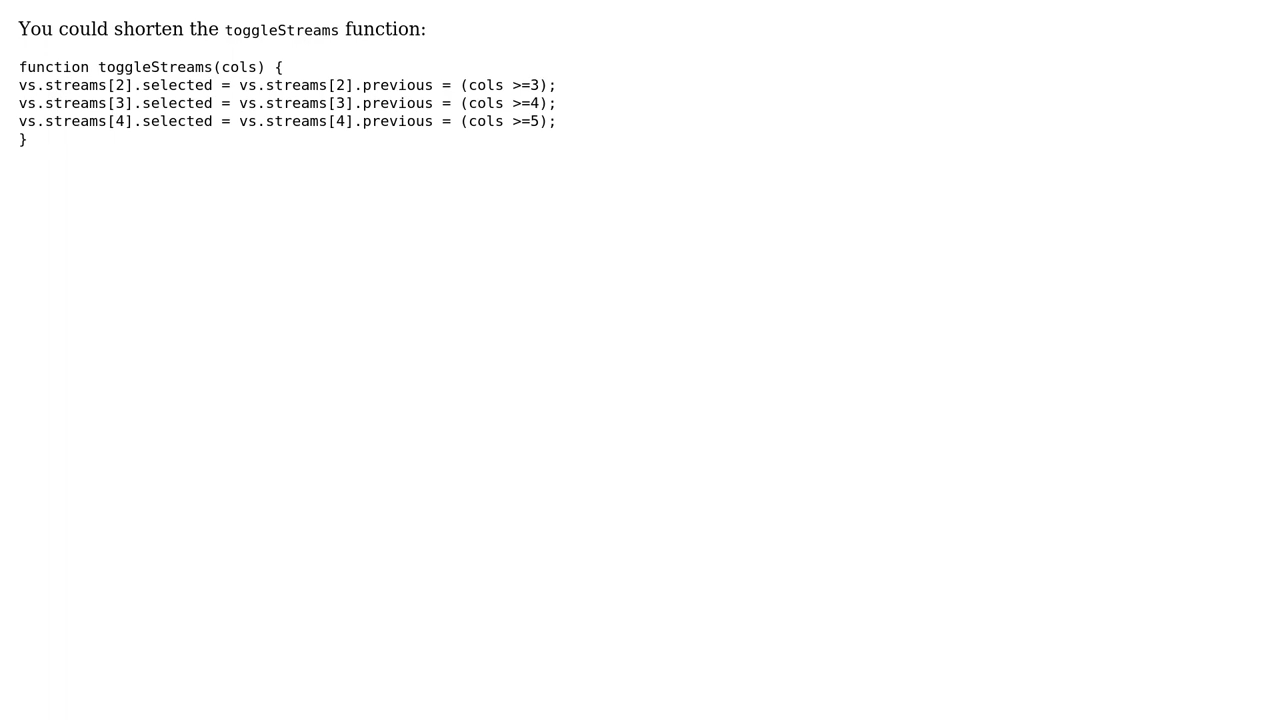 You could shorten the toggleStreams function:
function toggleStreams(cols) {
vs.streams[2].selected = vs.streams[2].previous = (cols >=3);
vs.streams[3].selected = vs.streams[3].previous = (cols >=4);
vs.streams[4].selected = vs.streams[4].previous = (cols >=5);
}